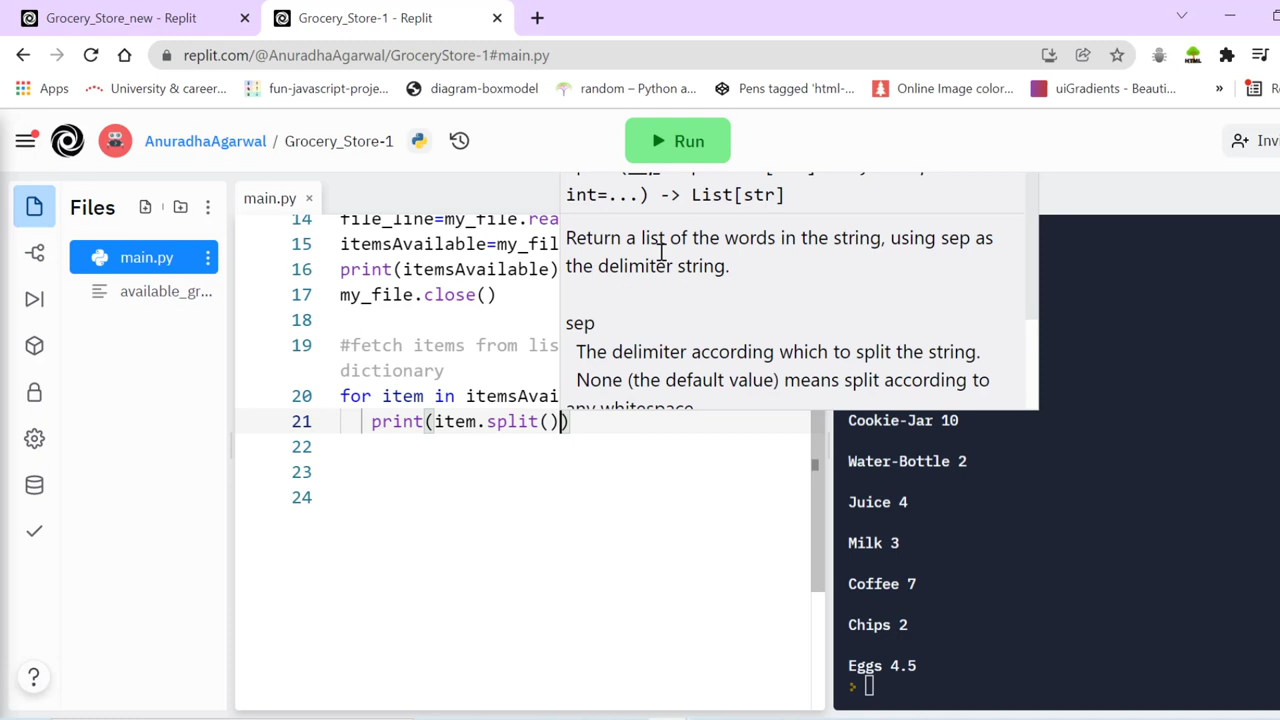 Grocery_Store_new - Replit
Grocery_Store-1 - Replit
replit.com/@AnuradhaAgarwal/GroceryStore-1#main.py
Apps
University & career...
fun-javascript-proje...
diagram-boxmodel
random – Python a...
Pens tagged 'html-...
Online Image color...
uiGradients - Beauti...
»
AnuradhaAgarwal / Grocery_Store-1
Run
Inv
Files
main.py
available_gr...
main.py
14 file_line=my_file.rea
15 itemsAvailable=my_fil
16 print(itemsAvailable)
17 my_file.close()
18
19 #fetch items from lis
dictionary
20 for item in itemsAvai
21 print(item.split())
22
23
24
int=...) -> List[str]
Return a list of the words in the string, using sep as
the delimiter string.
sep
The delimiter according which to split the string.
None (the default value) means split according to
any whitespace
Cookie-Jar 10
Water-Bottle 2
Juice 4
Milk 3
Coffee 7
Chips 2
Eggs 4.5